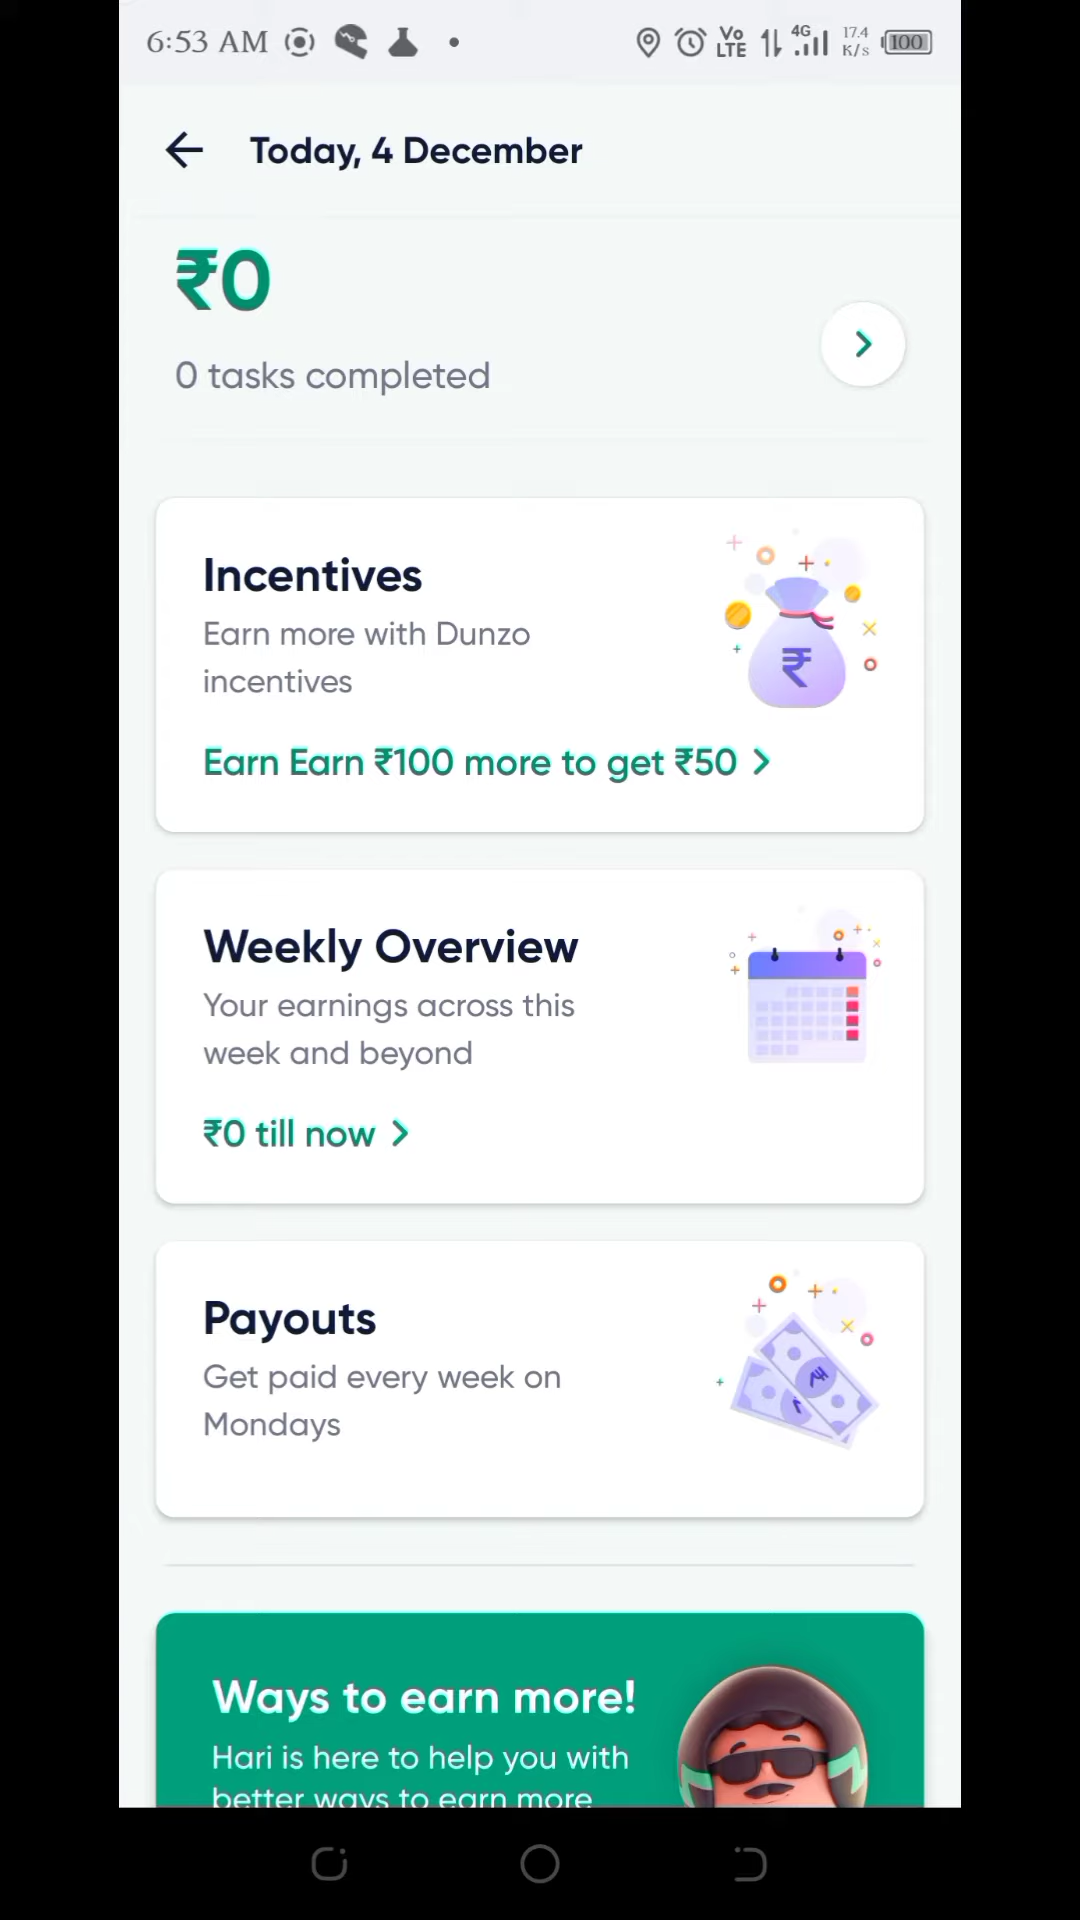 6:53 AM
Vo LTE 4G 17.4 K/s 100
Today, 4 December
₹0
0 tasks completed
Incentives
Earn more with Dunzo
incentives
₹
Earn Earn ₹100 more to get ₹50
Weekly Overview
Your earnings across this
week and beyond
₹0 till now
Payouts
Get paid every week on
Mondays
Ways to earn more!
Hari is here to help you with
better ways to earn more